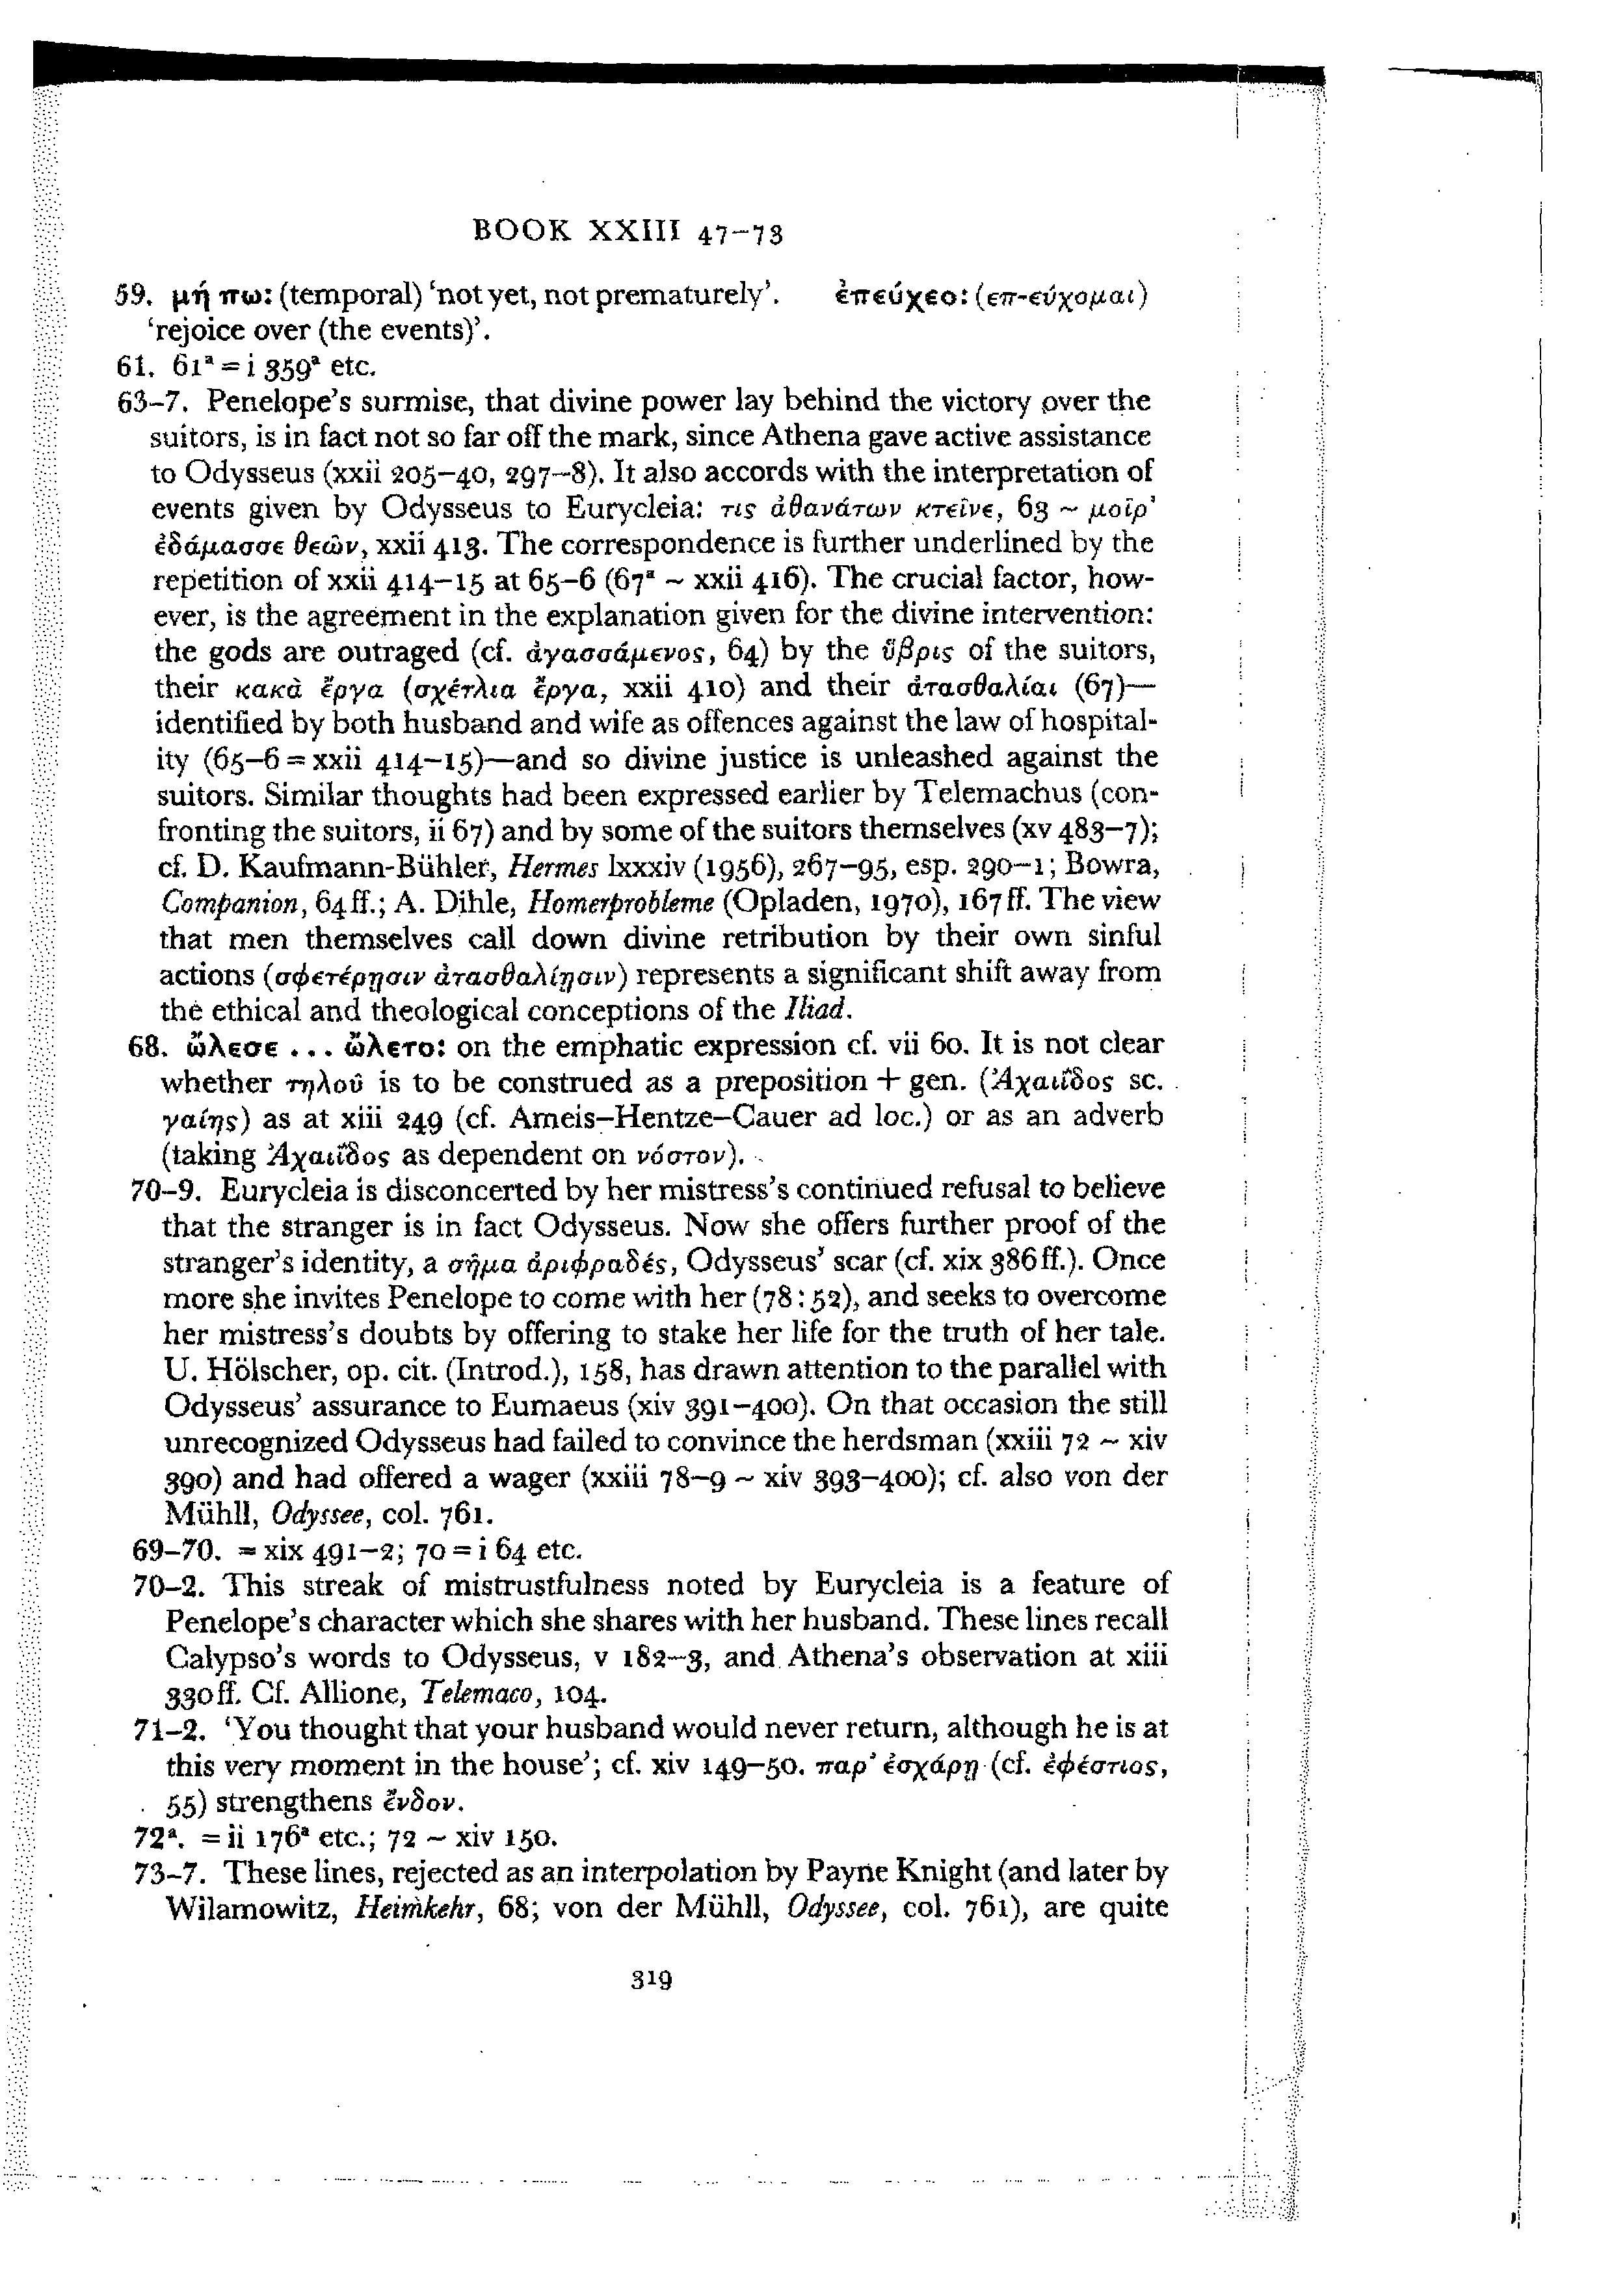 BOOK XXIII 47–73
59. μή πω: (temporal) ‘not yet, not prematurely’. ἐπεύχεο: (επ-εύχομαι)
‘rejoice over (the events)’.
61. 61ᵃ = i 359ᵃ etc.
63–7. Penelope’s surmise, that divine power lay behind the victory over the
suitors, is in fact not so far off the mark, since Athena gave active assistance
to Odysseus (xxii 205–40, 297–8). It also accords with the interpretation of
events given by Odysseus to Eurycleia: τις ἀθανάτων κτεῖνε, 63 ~ μοῖρ’
ἐδάμασσε θεῶν, xxii 413. The correspondence is further underlined by the
repetition of xxii 414–15 at 65–6 (67ᵃ ~ xxii 416). The crucial factor, how-
ever, is the agreement in the explanation given for the divine intervention:
the gods are outraged (cf. ἀγασσάμενος, 64) by the ὕβρις of the suitors,
their κακὰ ἔργα (σχέτλια ἔργα, xxii 410) and their ἀτασθαλίαι (67)—
identified by both husband and wife as offences against the law of hospital-
ity (65–6 = xxii 414–15)—and so divine justice is unleashed against the
suitors. Similar thoughts had been expressed earlier by Telemachus (con-
fronting the suitors, ii 67) and by some of the suitors themselves (xv 483–7);
cf. D. Kaufmann-Bühler, Hermes lxxxiv (1956), 267–95, esp. 290–1; Bowra,
Companion, 64 ff.; A. Dihle, Homerprobleme (Opladen, 1970), 167 ff. The view
that men themselves call down divine retribution by their own sinful
actions (σφετέρῃσιν ἀτασθαλίῃσιν) represents a significant shift away from
the ethical and theological conceptions of the Iliad.
68. ὤλεσε ... ὤλετο: on the emphatic expression cf. vii 60. It is not clear
whether τηλοῦ is to be construed as a preposition + gen. (Ἀχαιΐδος sc.
γαίης) as at xiii 249 (cf. Ameis–Hentze–Cauer ad loc.) or as an adverb
(taking Ἀχαιΐδος as dependent on νόστον).
70–9. Eurycleia is disconcerted by her mistress’s continued refusal to believe
that the stranger is in fact Odysseus. Now she offers further proof of the
stranger’s identity, a σῆμα ἀριφραδές, Odysseus’ scar (cf. xix 386 ff.). Once
more she invites Penelope to come with her (78 : 52), and seeks to overcome
her mistress’s doubts by offering to stake her life for the truth of her tale.
U. Hölscher, op. cit. (Introd.), 158, has drawn attention to the parallel with
Odysseus’ assurance to Eumaeus (xiv 391–400). On that occasion the still
unrecognized Odysseus had failed to convince the herdsman (xxiii 72 ~ xiv
390) and had offered a wager (xxiii 78–9 ~ xiv 393–400); cf. also von der
Mühll, Odyssee, col. 761.
69–70. = xix 491–2; 70 = i 64 etc.
70–2. This streak of mistrustfulness noted by Eurycleia is a feature of
Penelope’s character which she shares with her husband. These lines recall
Calypso’s words to Odysseus, v 182–3, and Athena’s observation at xiii
330 ff. Cf. Allione, Telemaco, 104.
71–2. ‘You thought that your husband would never return, although he is at
this very moment in the house’; cf. xiv 149–50. παρ’ ἐσχάρῃ (cf. ἐφέστιος,
55) strengthens ἔνδον.
72ᵃ. = ii 176ᵃ etc.; 72 ~ xiv 150.
73–7. These lines, rejected as an interpolation by Payne Knight (and later by
Wilamowitz, Heimkehr, 68; von der Mühll, Odyssee, col. 761), are quite
319